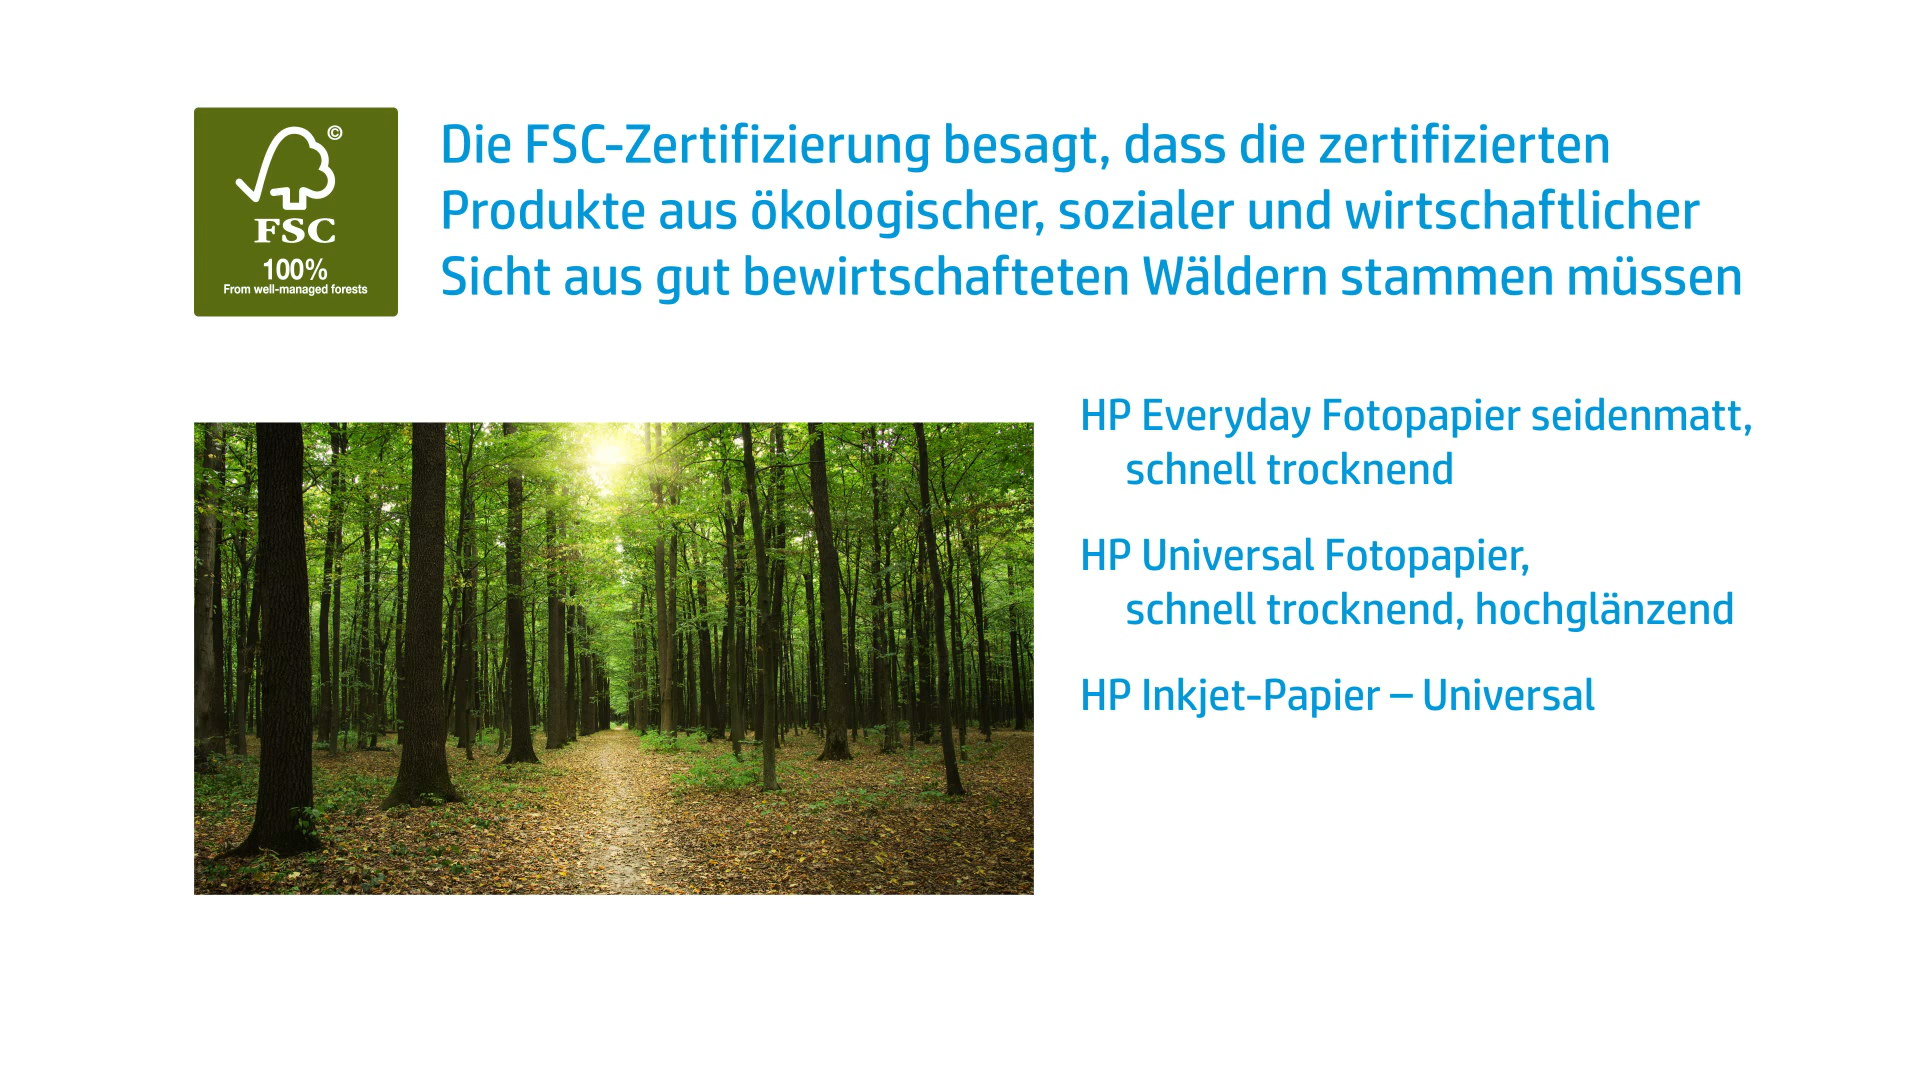 ©
FSC
100%
From well-managed forests
Die FSC-Zertifizierung besagt, dass die zertifizierten
Produkte aus ökologischer, sozialer und wirtschaftlicher
Sicht aus gut bewirtschafteten Wäldern stammen müssen
HP Everyday Fotopapier seidenmatt,
schnell trocknend
HP Universal Fotopapier,
schnell trocknend, hochglänzend
HP Inkjet-Papier – Universal